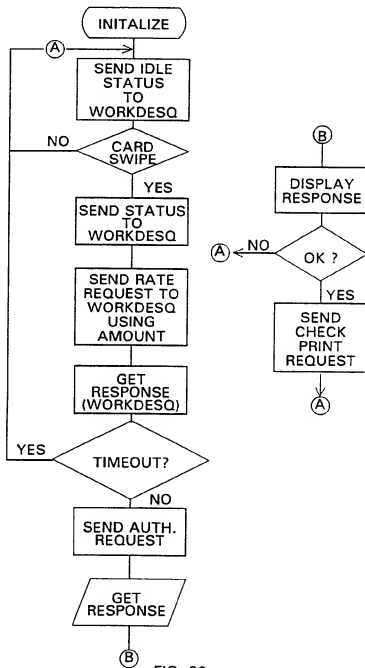 INITALIZE
A
SEND IDLE
STATUS
TO
WORKDESQ
NO
CARD
SWIPE
YES
SEND STATUS
TO
WORKDESQ
SEND RATE
REQUEST TO
WORKDESQ
USING
AMOUNT
GET
RESPONSE
(WORKDESQ)
YES
TIMEOUT?
NO
SEND AUTH.
REQUEST
GET
RESPONSE
B
B
DISPLAY
RESPONSE
A
NO
OK ?
YES
SEND
CHECK
PRINT
REQUEST
A